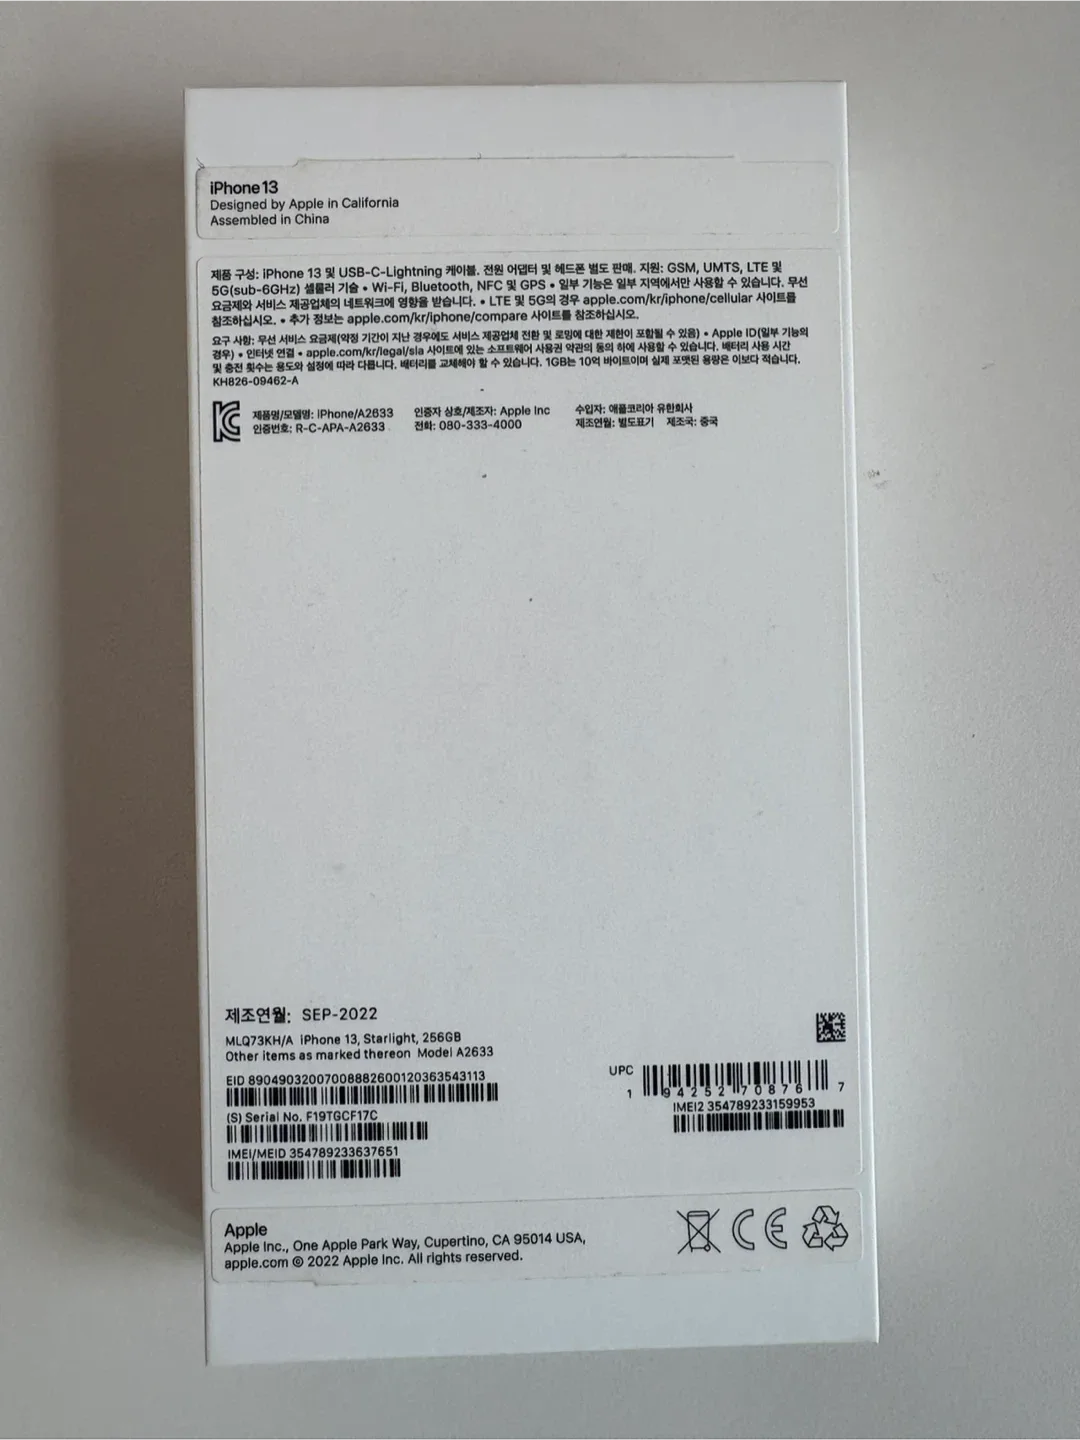 iPhone 13
Designed by Apple in California
Assembled in China
제품 구성: iPhone 13 및 USB-C-Lightning 케이블. 전원 어댑터 및 헤드폰 별도 판매. 지원: GSM, UMTS, LTE 및
5G(sub-6GHz) 셀룰러 기술 • Wi-Fi, Bluetooth, NFC 및 GPS • 일부 기능은 일부 지역에서만 사용할 수 있습니다. 무선
요금제와 서비스 제공업체의 네트워크에 영향을 받습니다. • LTE 및 5G의 경우 apple.com/kr/iphone/cellular 사이트를
참조하십시오. • 추가 정보는 apple.com/kr/iphone/compare 사이트를 참조하십시오.
요구 사항: 무선 서비스 요금제(약정 기간이 지난 경우에도 서비스 제공업체 전환 및 로밍에 대한 제한이 포함될 수 있음) • Apple ID(일부 기능의
경우) • 인터넷 연결 • apple.com/kr/legal/sla 사이트에 있는 소프트웨어 사용권 약관의 동의 하에 사용할 수 있습니다. 배터리 사용 시간
및 충전 횟수는 용도와 설정에 따라 다릅니다. 배터리를 교체해야 할 수 있습니다. 1GB는 10억 바이트이며 실제 포맷된 용량은 이보다 적습니다.
KH826-09462-A
제품명/모델명: iPhone/A2633 인증자 상호/제조자: Apple Inc 수입자: 애플코리아 유한회사
인증번호: R-C-APA-A2633 전화: 080-333-4000 제조연월: 별도표기 제조국: 중국
제조연월: SEP-2022
MLQ73KH/A iPhone 13, Starlight, 256GB
Other items as marked thereon Model A2633
EID 89049032007008882600120363543113
(S) Serial No. F19TGCF17C
IMEI/MEID 354789233637651
UPC
1 94252 70876 7
IMEI2 354789233159953
Apple
Apple Inc., One Apple Park Way, Cupertino, CA 95014 USA,
apple.com © 2022 Apple Inc. All rights reserved.
CE